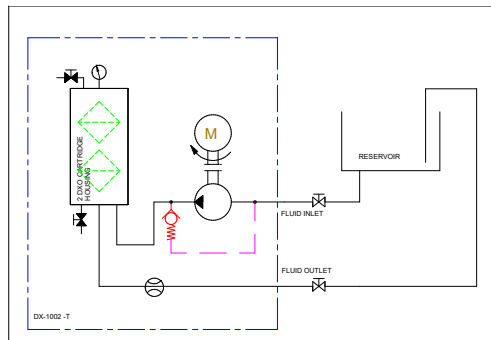 M
RESERVOIR
2 DXO CARTRIDGE
HOUSING
FLUID INLET
FLUID OUTLET
DX-1002 -T